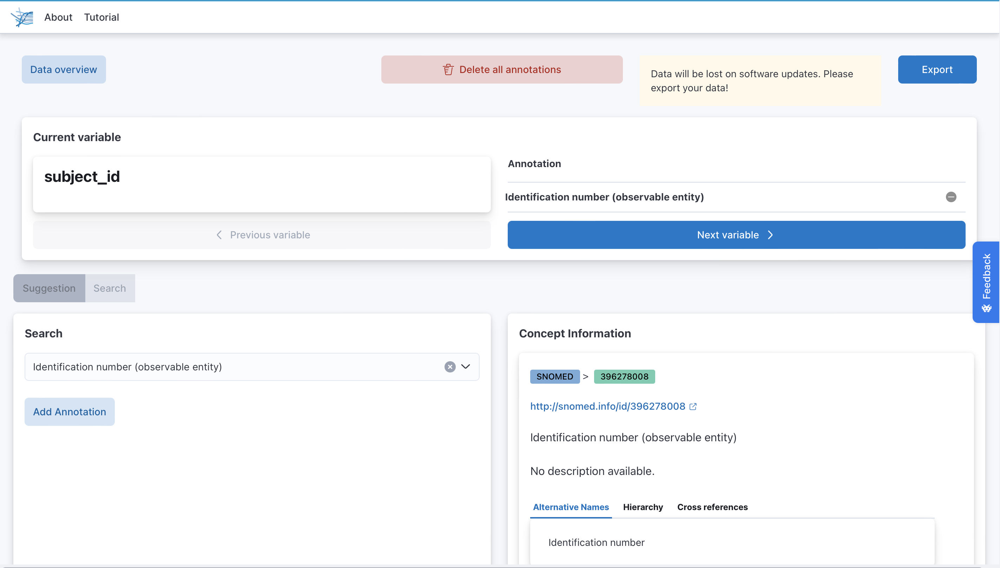 About Tutorial
Data overview
Delete all annotations
Data will be lost on software updates. Please
export your data!
Export
Current variable
subject_id
Annotation
Identification number (observable entity)
Previous variable
Next variable
Feedback
Suggestion Search
Search
Identification number (observable entity)
Add Annotation
Concept Information
SNOMED > 396278008
http://snomed.info/id/396278008
Identification number (observable entity)
No description available.
Alternative Names Hierarchy Cross references
Identification number